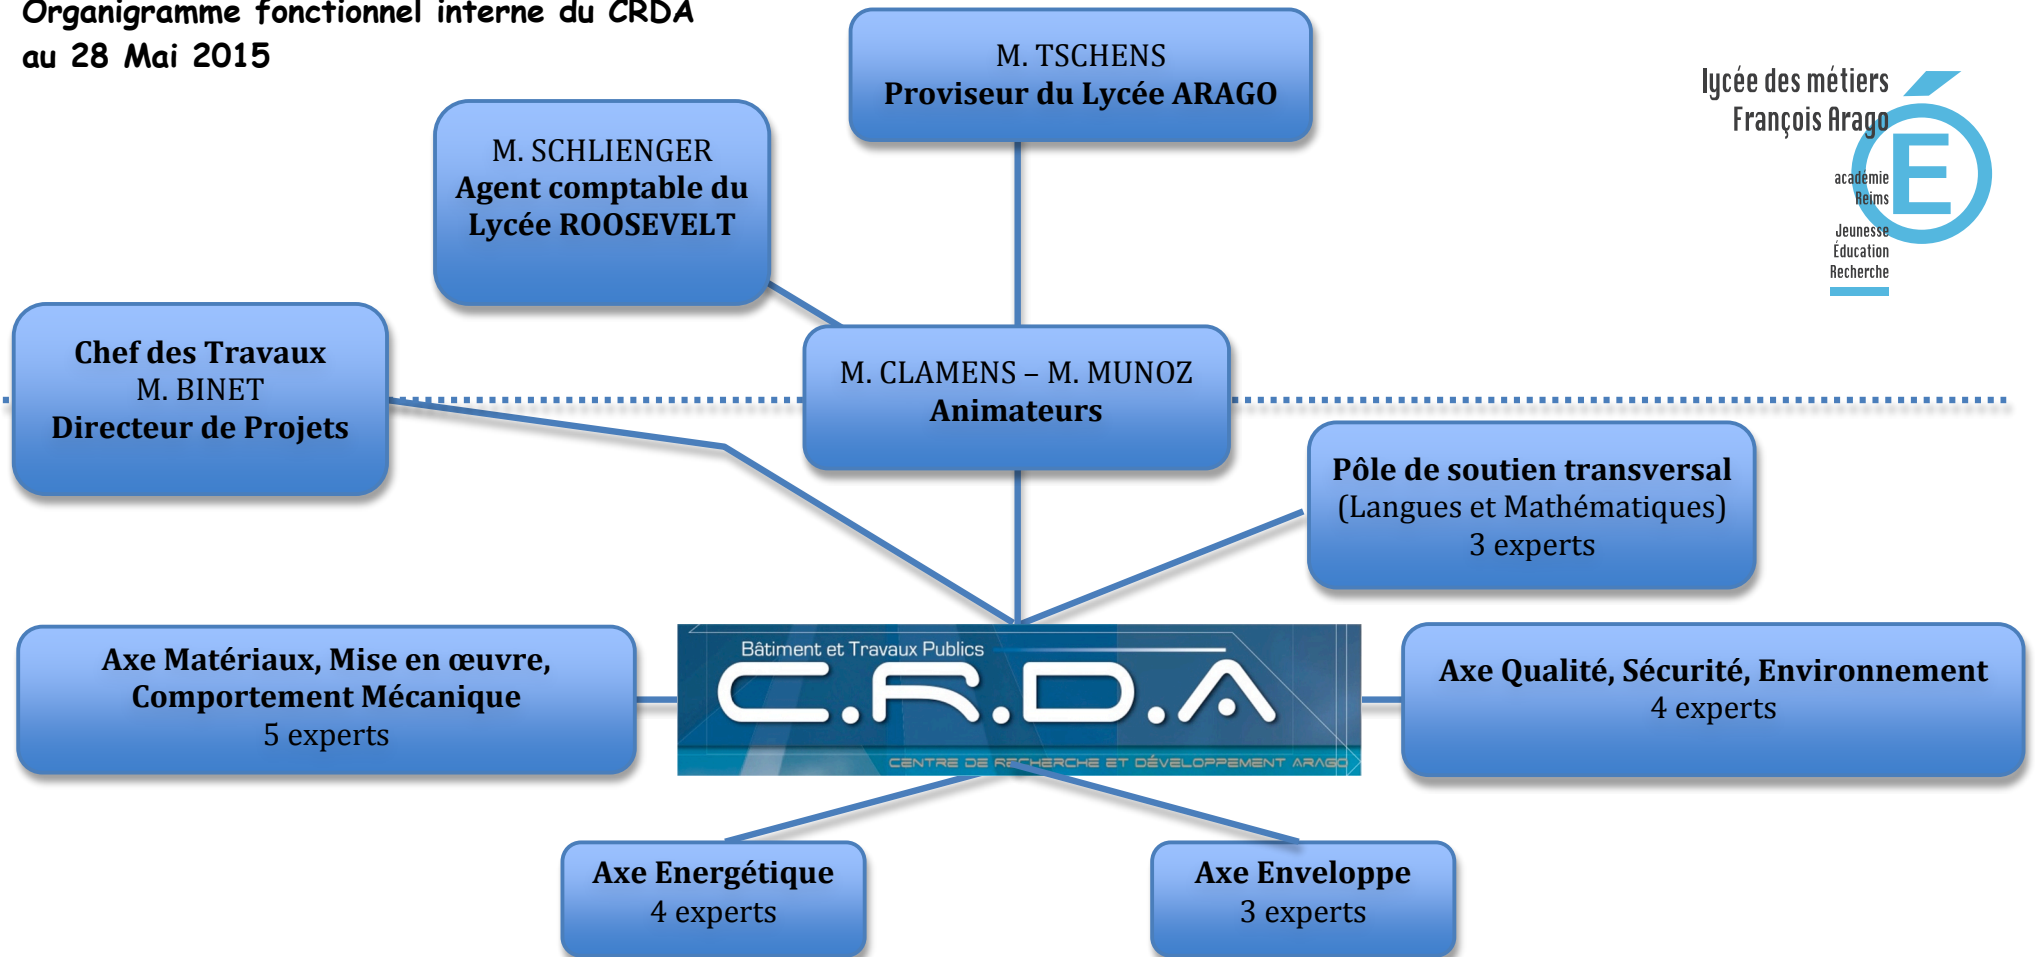 Organigramme fonctionnel interne du CRDA
au 28 Mai 2015
M. TSCHENS
Proviseur du Lycée ARAGO
lycée des métiers
François Arago
É
académie
Reims
Jeunesse
Éducation
Recherche
M. SCHLIENGER
Agent comptable du
Lycée ROOSEVELT
Chef des Travaux
M. BINET
Directeur de Projets
M. CLAMENS – M. MUNOZ
Animateurs
Pôle de soutien transversal
(Langues et Mathématiques)
3 experts
Axe Matériaux, Mise en œuvre,
Comportement Mécanique
5 experts
Bâtiment et Travaux Publics
C.R.D.A
CENTRE DE RECHERCHE ET DÉVELOPPEMENT ARAGO
Axe Qualité, Sécurité, Environnement
4 experts
Axe Energétique
4 experts
Axe Enveloppe
3 experts